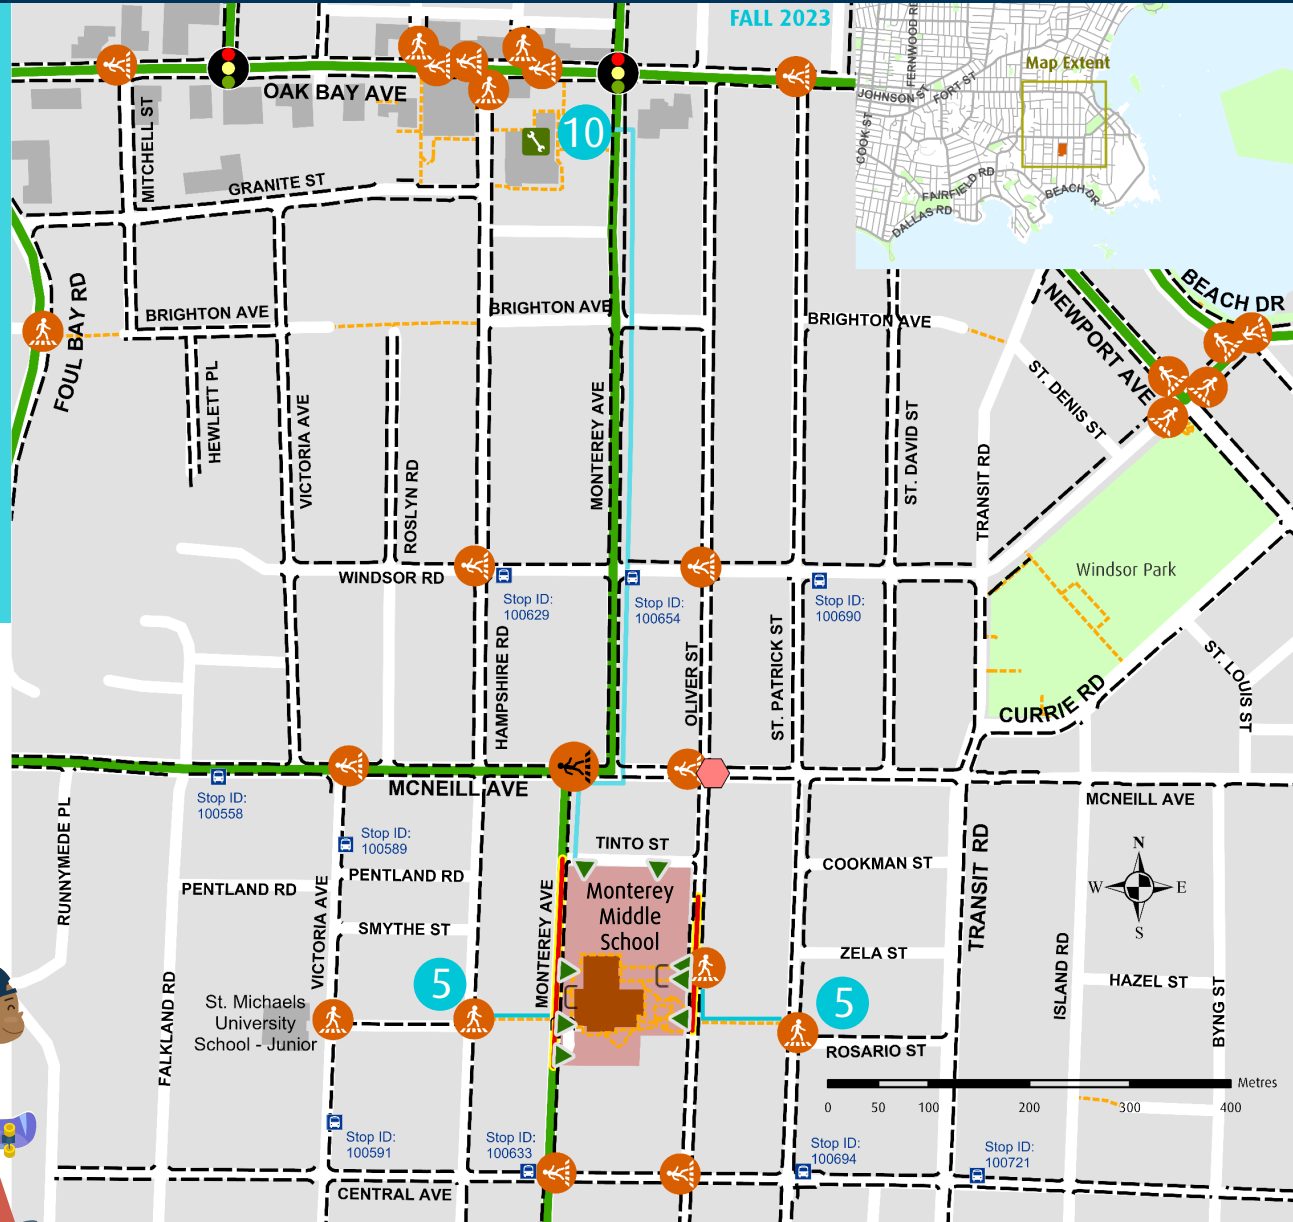 FALL 2023
Map Extent
FERNWOOD RD
JOHNSON ST
FORT ST
COOK ST
FAIRFIELD RD
BEACH DR
DALLAS RD
OAK BAY AVE
10
MITCHELL ST
GRANITE ST
FOUL BAY RD
BRIGHTON AVE
BRIGHTON AVE
BRIGHTON AVE
BEACH DR
NEWPORT AVE
ST. DENIS ST
HEWLETT PL
VICTORIA AVE
ROSLYN RD
MONTEREY AVE
ST. DAVID ST
TRANSIT RD
WINDSOR RD
Windsor Park
Stop ID:
100629
Stop ID:
100654
Stop ID:
100690
HAMPSHIRE RD
OLIVER ST
ST. PATRICK ST
CURRIE RD
ST. LOUIS ST
MCNEILL AVE
MCNEILL AVE
Stop ID:
100558
Stop ID:
100589
TINTO ST
COOKMAN ST
RUNNYMEDE PL
PENTLAND RD
PENTLAND RD
VICTORIA AVE
SMYTHE ST
MONTEREY AVE
Monterey
Middle
School
TRANSIT RD
N
W
E
S
ZELA ST
HAZEL ST
ISLAND RD
BYNG ST
FALKLAND RD
5
5
St. Michaels
University
School - Junior
ROSARIO ST
Metres
0 50 100 200 300 400
Stop ID:
100591
Stop ID:
100633
Stop ID:
100694
Stop ID:
100721
CENTRAL AVE